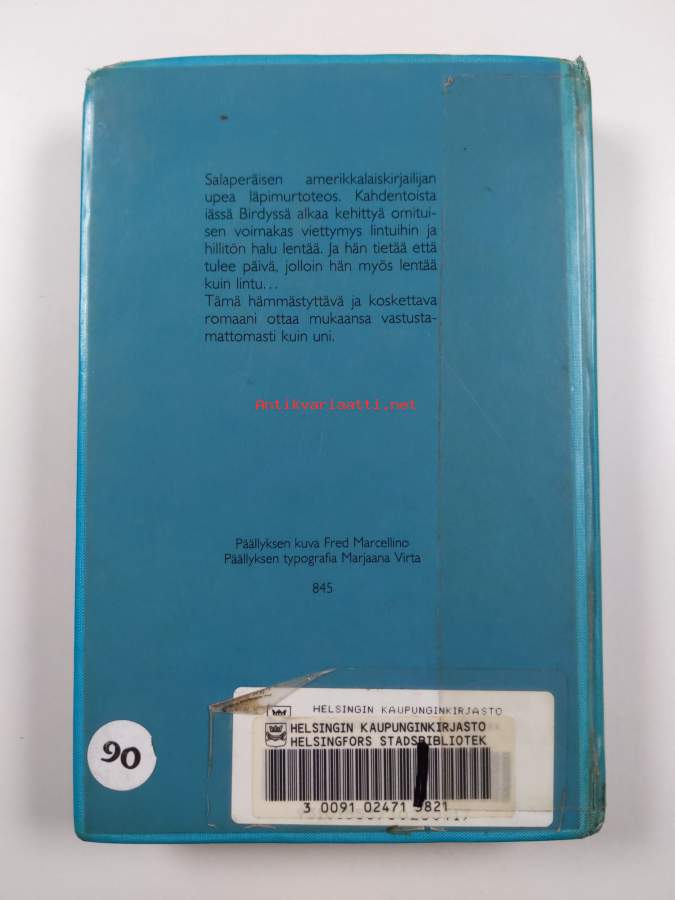 Salaperäisen amerikkalaiskirjailijan
upea läpimurtoteos. Kahdentoista
iässä Birdyssä alkaa kehittyä omitui-
sen voimakas viettymys lintuihin ja
hillitön halu lentää. Ja hän tietää että
tulee päivä, jolloin hän myös lentää
kuin lintu...
Tämä hämmästyttävä ja koskettava
romaani ottaa mukaansa vastusta-
mattomasti kuin uni.
Antikvariaatti.net
Päällyksen kuva Fred Marcellino
Päällyksen typografia Marjaana Virta
845
HELSINGIN KAUPUNGINKIRJASTO
HELSINGIN KAUPUNGINKIRJASTO
HELSINGFORS STADSBIBLIOTEK
90
3 0091 02471 9821